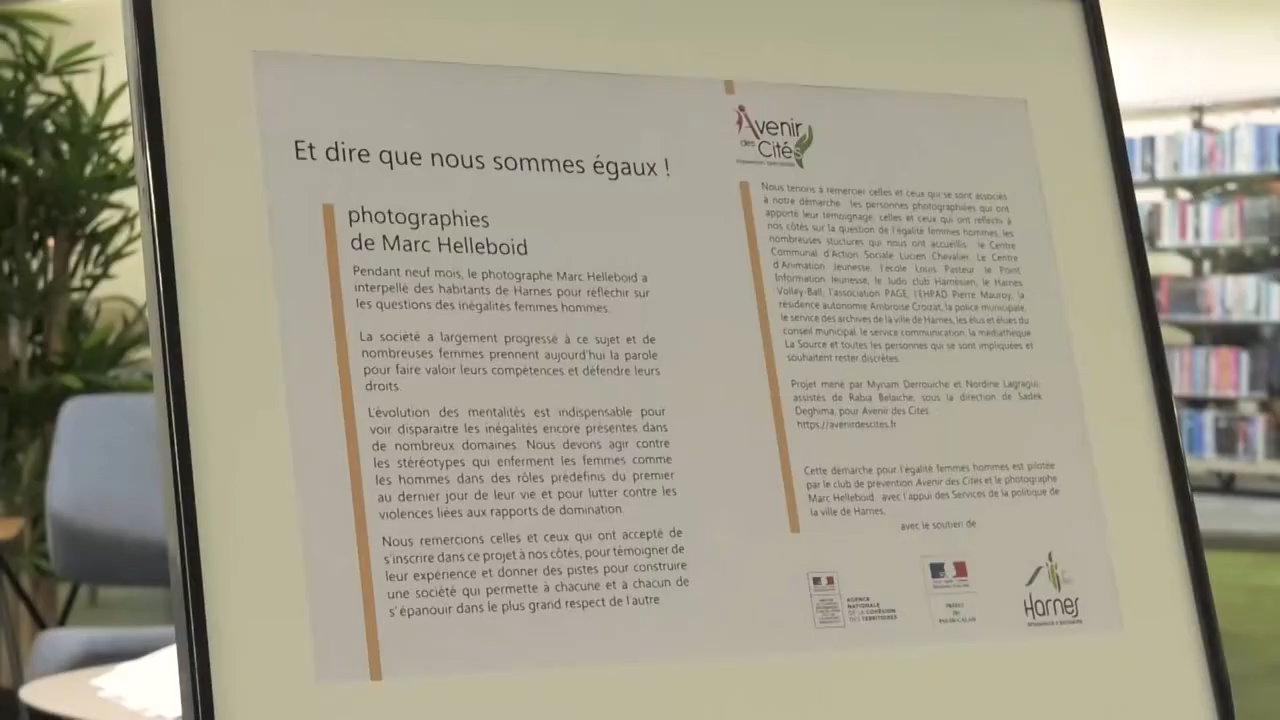 Et dire que nous sommes égaux !
photographies
de Marc Helleboid
Pendant neuf mois, le photographe Marc Helleboid a
interpellé des habitants de Harnes pour réfléchir sur
les questions des inégalités femmes hommes.
La société a largement progressé à ce sujet et de
nombreuses femmes prennent aujourd'hui la parole
pour faire valoir leurs compétences et défendre leurs
droits.
L'évolution des mentalités est indispensable pour
voir disparaitre les inégalités encore présentes dans
de nombreux domaines. Nous devons agir contre
les stéréotypes qui enferment les femmes comme
les hommes dans des rôles prédéfinis du premier
au dernier jour de leur vie et pour lutter contre les
violences liées aux rapports de domination.
Nous remercions celles et ceux qui ont accepté de
s'inscrire dans ce projet à nos côtés, pour témoigner de
leur expérience et donner des pistes pour construire
une société qui permette à chacune et à chacun de
s'épanouir dans le plus grand respect de l'autre
Avenir
des Cités
Nous tenons à remercier celles et ceux qui se sont associés
à notre démarche : les personnes photographiées qui ont
apporté leur témoignage, celles et ceux qui ont réfléchi à
nos côtés sur la question de l'égalité femmes hommes, les
nombreuses stuctures qui nous ont accueillis : le Centre
Communal d'Action Sociale Lucien Chevalier, Le Centre
d'Animation Jeunesse, l'école Louis Pasteur, le Point
Information Jeunesse, le ludo club Harnésien, le Harnes
Volley-Ball, l'association PAGE, l'EHPAD Pierre Mauroy, la
résidence autonomie Ambroise Croizat, la police municipale,
le service des archives de la ville de Harnes, les élus et élues du
conseil municipal, le service communication, la médiathèque
La Source et toutes les personnes qui se sont impliquées et
souhaitent rester discrètes.
Projet mené par Myriam Derrouiche et Nordine Lagragui,
assistés de Rabia Belaiche, sous la direction de Sadek
Deghima, pour Avenir des Cités
https://avenirdescites.fr
Cette démarche pour l'égalité femmes hommes est pilotée
par le club de prévention Avenir des Cités et le photographe
Marc Helleboid, avec l'appui des Services de la politique de
la ville de Harnes,
avec le soutien de
AGENCE
NATIONALE
DE LA COHÉSION
DES TERRITOIRES
PRÉFET
DU
PAS-DE-CALAIS
Harnes